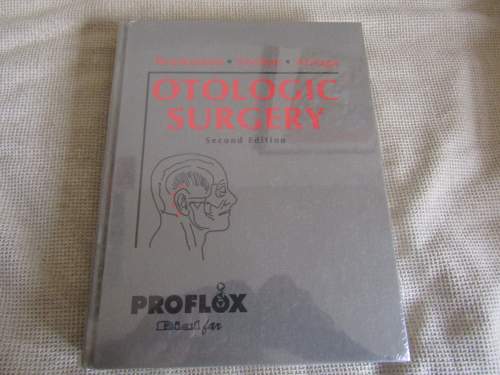 Brackmann • Shelton • Arriaga
OTOLOGIC
SURGERY
Second Edition
PROFLOX